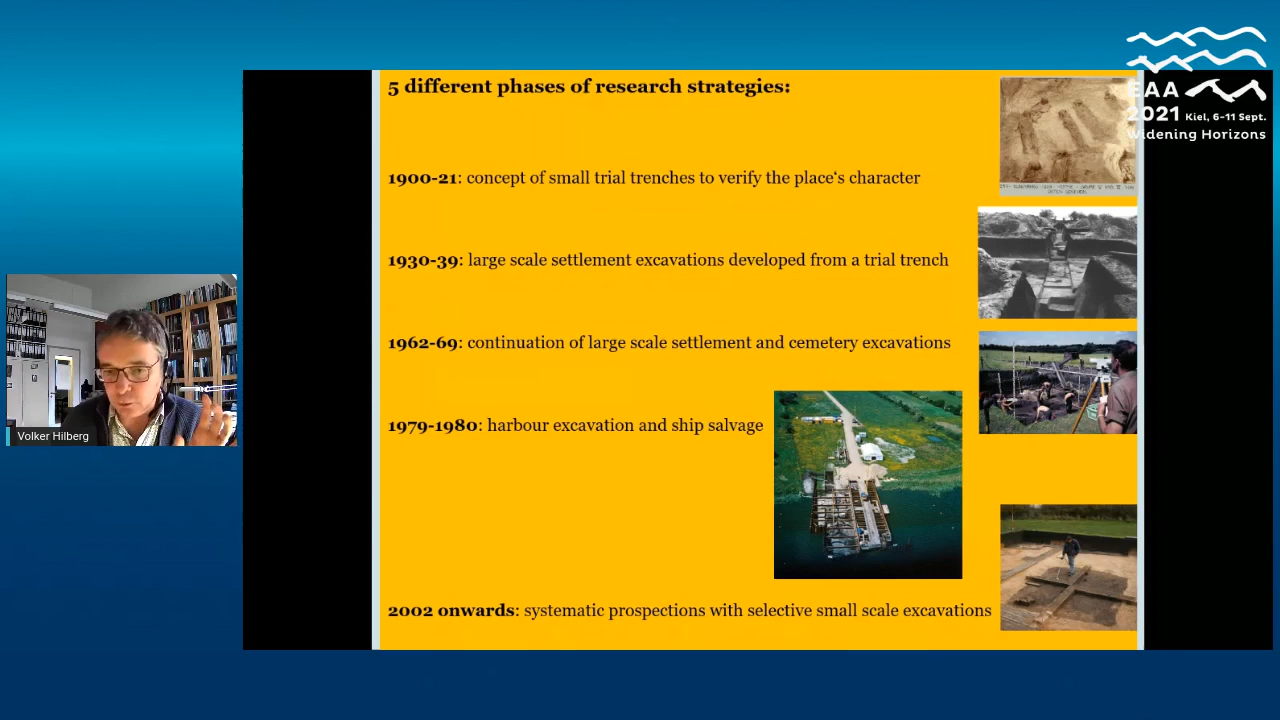 5 different phases of research strategies:
1900-21: concept of small trial trenches to verify the place‘s character
1930-39: large scale settlement excavations developed from a trial trench
1962-69: continuation of large scale settlement and cemetery excavations
1979-1980: harbour excavation and ship salvage
2002 onwards: systematic prospections with selective small scale excavations
EAA
2021 Kiel, 6-11 Sept.
Widening Horizons
Volker Hilberg